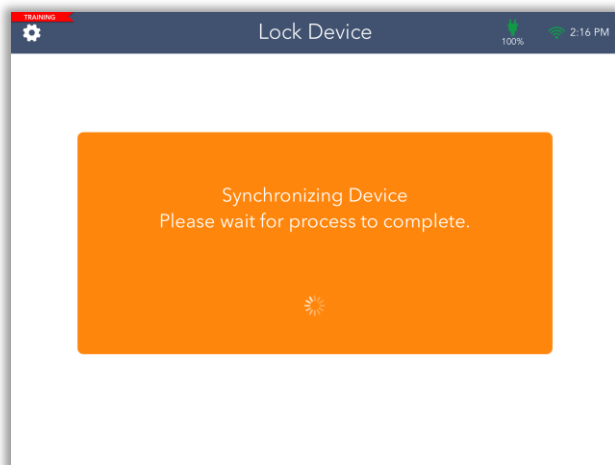 TRAINING
Lock Device
100%
2:16 PM
Synchronizing Device
Please wait for process to complete.